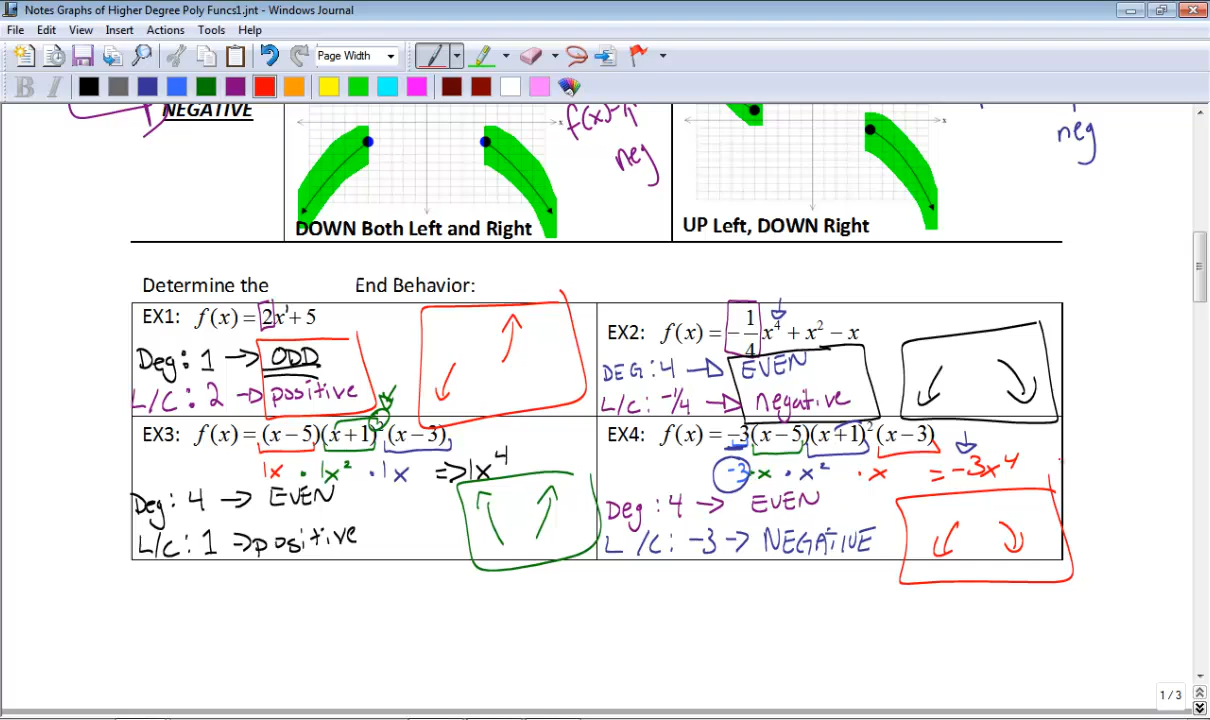 Notes Graphs of Higher Degree Poly Funcs1.jnt - Windows Journal
File Edit View Insert Actions Tools Help
Page Width
B I
NEGATIVE
f(x)
neg
neg
x
x
DOWN Both Left and Right
UP Left, DOWN Right
Determine the End Behavior:
EX1: f(x) = 2x¹ + 5
Deg: 1 → ODD
L/C: 2 → positive
EX2: f(x) = -1/4 x⁴ + x² - x
DEG: 4 → EVEN
L/C: -1/4 → negative
EX3: f(x) = (x-5)(x+1)²(x-3)
1x · 1x² · 1x ⇒ 1x⁴
Deg: 4 → EVEN
L/C: 1 ⇒ positive
EX4: f(x) = -3(x-5)(x+1)²(x-3)
-3 · x · x² · x = -3x⁴
Deg: 4 → EVEN
L/C: -3 → NEGATIVE
1 / 3